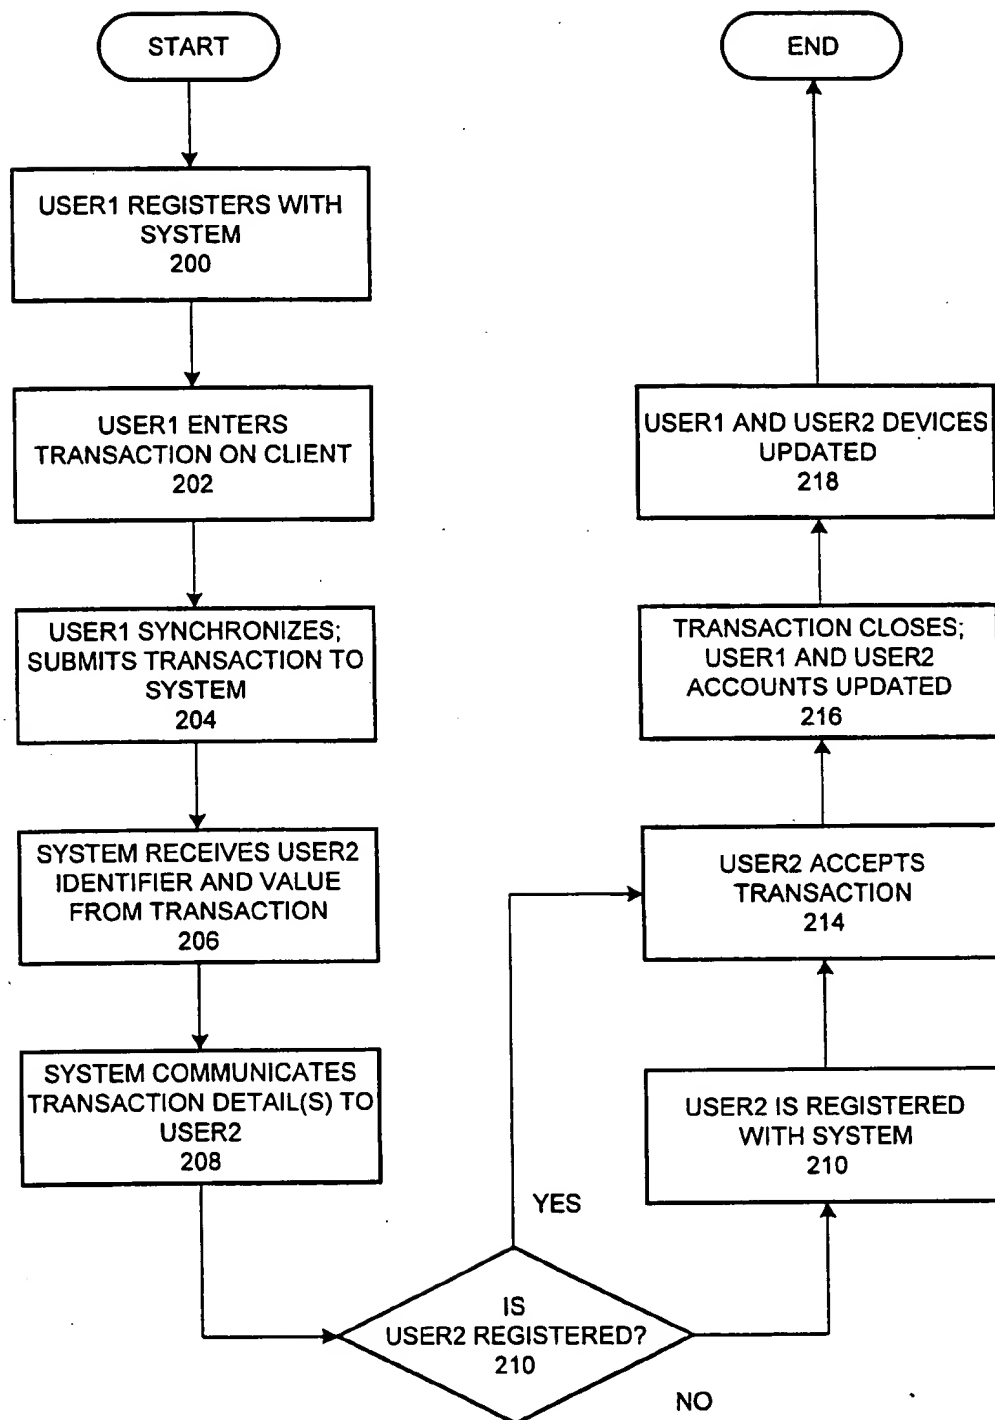 START
USER1 REGISTERS WITH
SYSTEM
200
USER1 ENTERS
TRANSACTION ON CLIENT
202
USER1 SYNCHRONIZES;
SUBMITS TRANSACTION TO
SYSTEM
204
SYSTEM RECEIVES USER2
IDENTIFIER AND VALUE
FROM TRANSACTION
206
SYSTEM COMMUNICATES
TRANSACTION DETAIL(S) TO
USER2
208
IS
USER2 REGISTERED?
210
YES
NO
USER2 IS REGISTERED
WITH SYSTEM
210
USER2 ACCEPTS
TRANSACTION
214
TRANSACTION CLOSES;
USER1 AND USER2
ACCOUNTS UPDATED
216
USER1 AND USER2 DEVICES
UPDATED
218
END